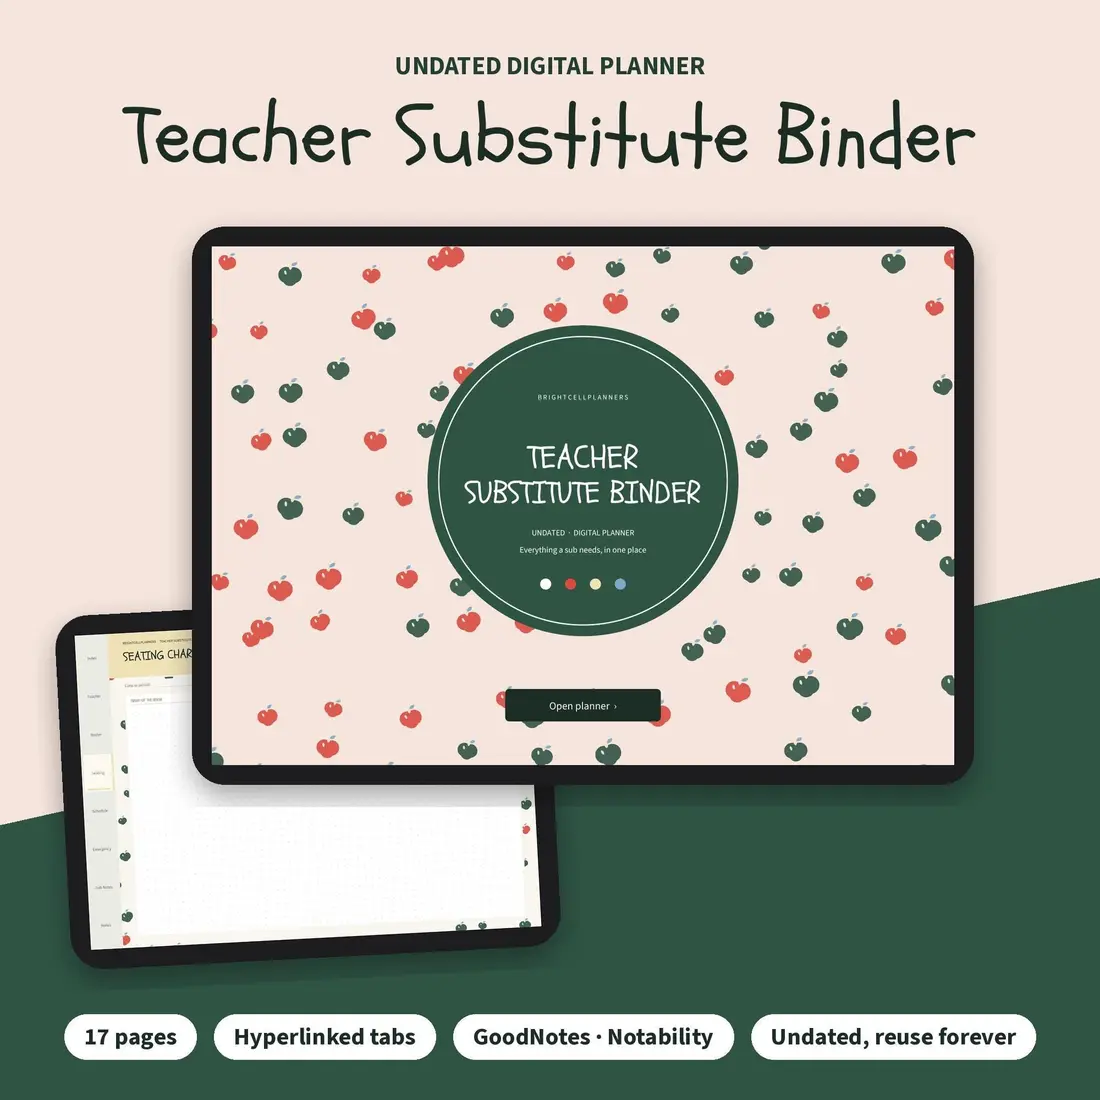 UNDATED DIGITAL PLANNER
Teacher Substitute Binder
BRIGHTCELLPLANNERS
TEACHER
SUBSTITUTE BINDER
UNDATED · DIGITAL PLANNER
Everything a sub needs, in one place
Open planner ›
SEATING CHAR
17 pages
Hyperlinked tabs
GoodNotes · Notability
Undated, reuse forever